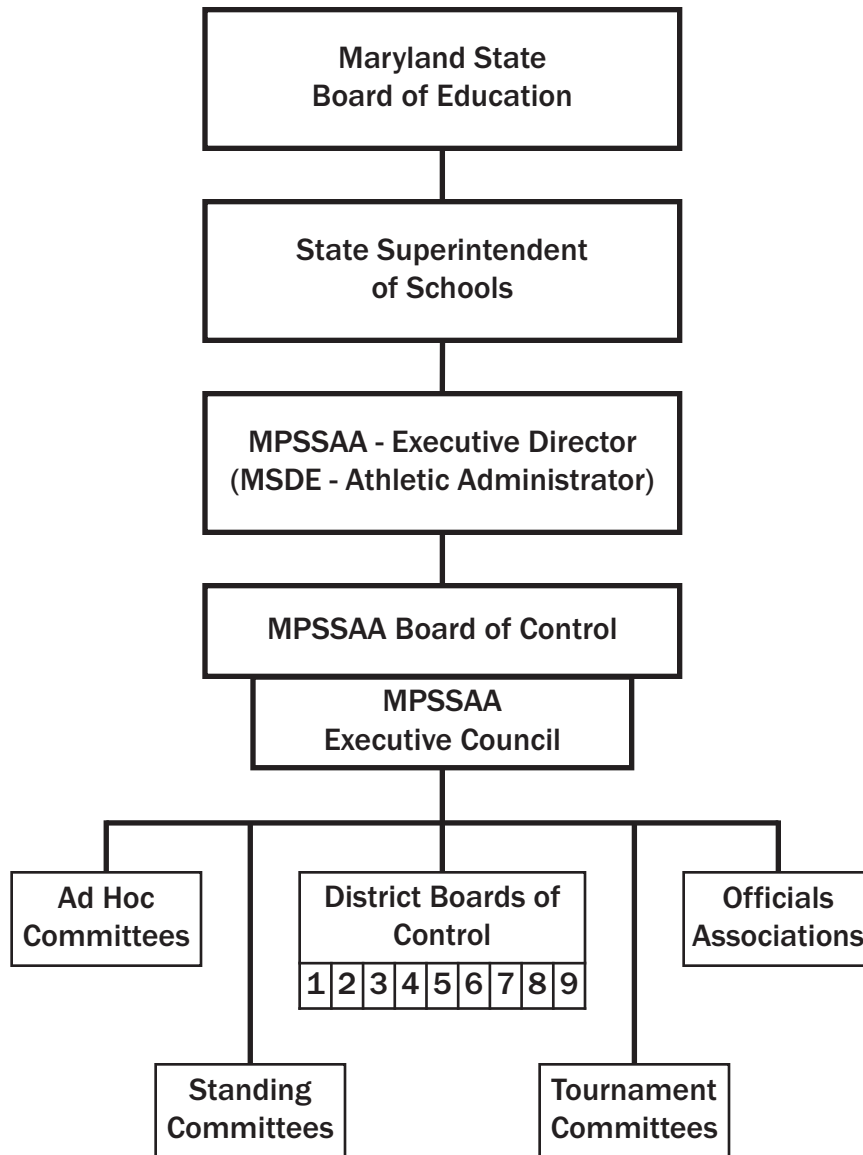 Maryland State
Board of Education
State Superintendent
of Schools
MPSSAA - Executive Director
(MSDE - Athletic Administrator)
MPSSAA Board of Control
MPSSAA
Executive Council
Ad Hoc
Committees
District Boards of
Control
1 2 3 4 5 6 7 8 9
Officials
Associations
Standing
Committees
Tournament
Committees